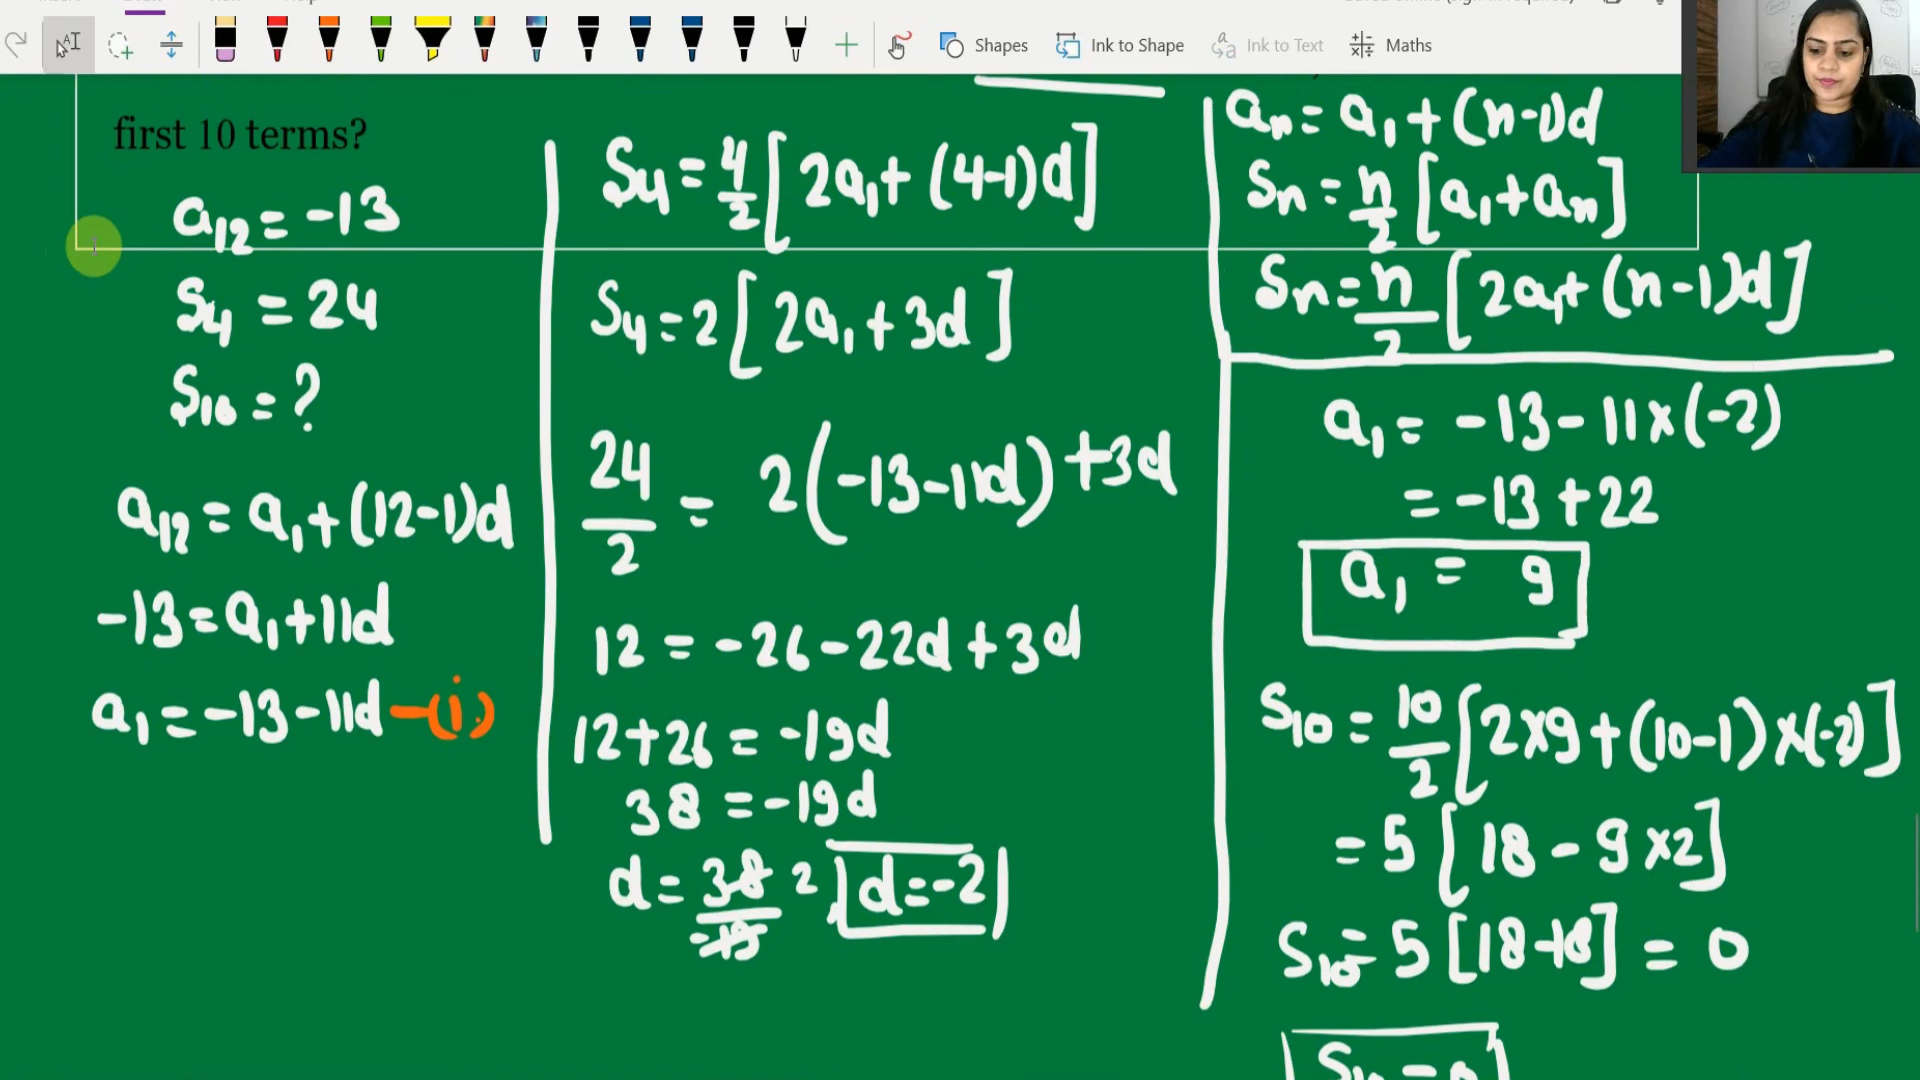 Shapes Ink to Shape Ink to Text Maths
first 10 terms?
a₁₂ = -13
S₄ = 24
S₁₀ = ?
a₁₂ = a₁ + (12-1)d
-13 = a₁ + 11d
a₁ = -13 - 11d - (i)
S₄ = 4/2 [2a₁ + (4-1)d]
S₄ = 2 [2a₁ + 3d]
24/2 = 2(-13-11d) + 3d
12 = -26 - 22d + 3d
12 + 26 = -19d
38 = -19d
d = 38/-19 2 d = -2
aₙ = a₁ + (n-1)d
Sₙ = n/2 [a₁ + aₙ]
Sₙ = n/2 [2a₁ + (n-1)d]
a₁ = -13 - 11×(-2)
= -13 + 22
a₁ = 9
S₁₀ = 10/2 [2×9 + (10-1)×(-2)]
= 5 [18 - 9×2]
S₁₀ = 5 [18-18] = 0